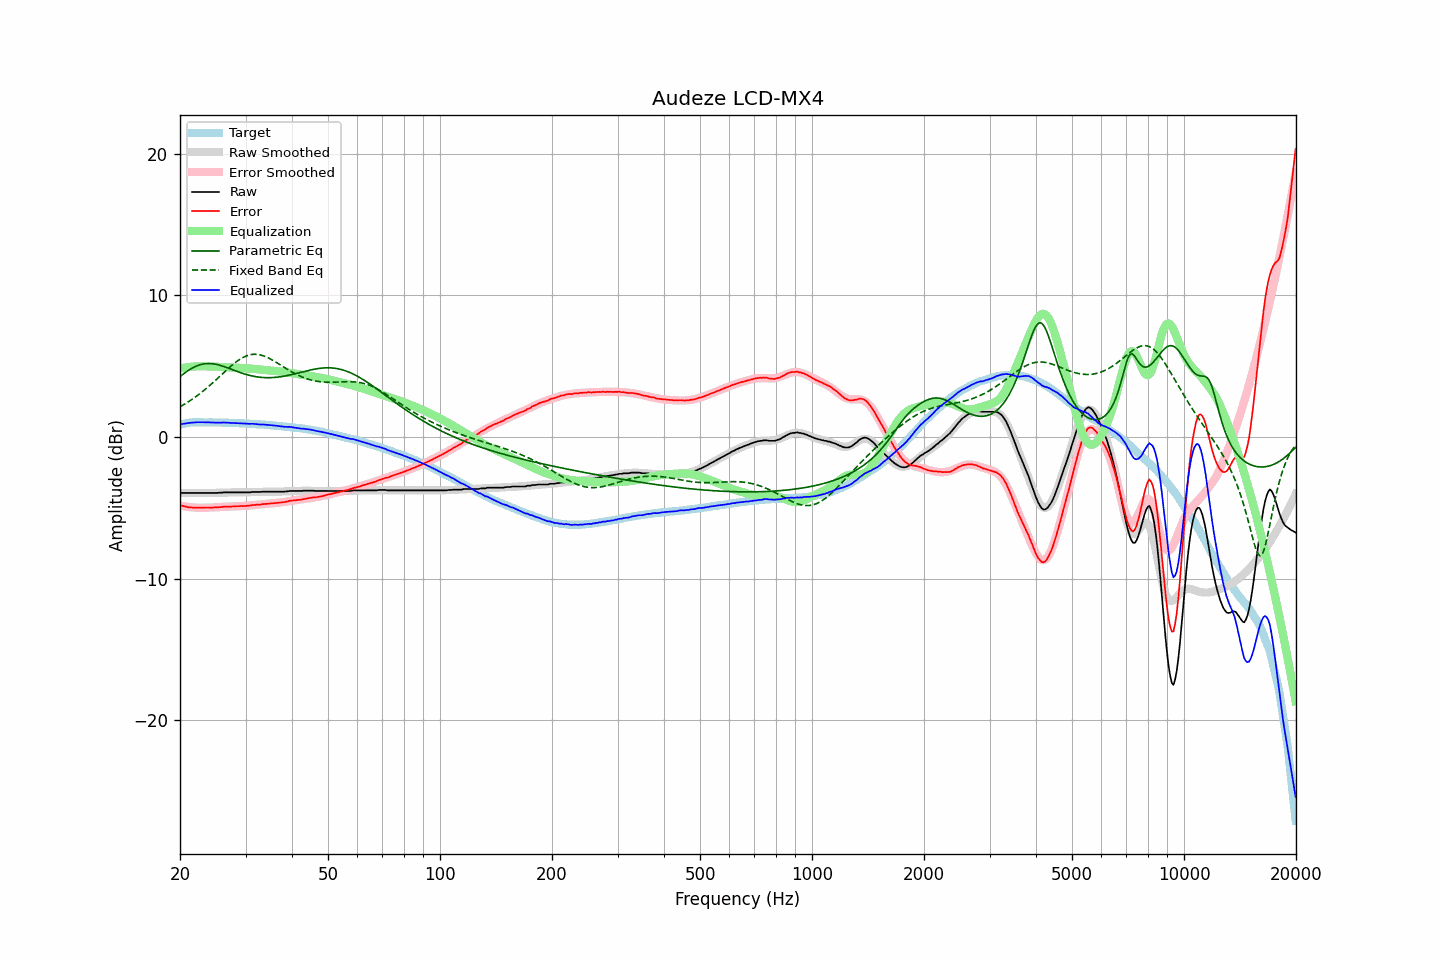 Audeze LCD-MX4
Target
Raw Smoothed
Error Smoothed
Raw
Error
Equalization
Parametric Eq
Fixed Band Eq
Equalized
20
10
0
−10
−20
Amplitude (dBr)
20
50
100
200
500
1000
2000
5000
10000
20000
Frequency (Hz)